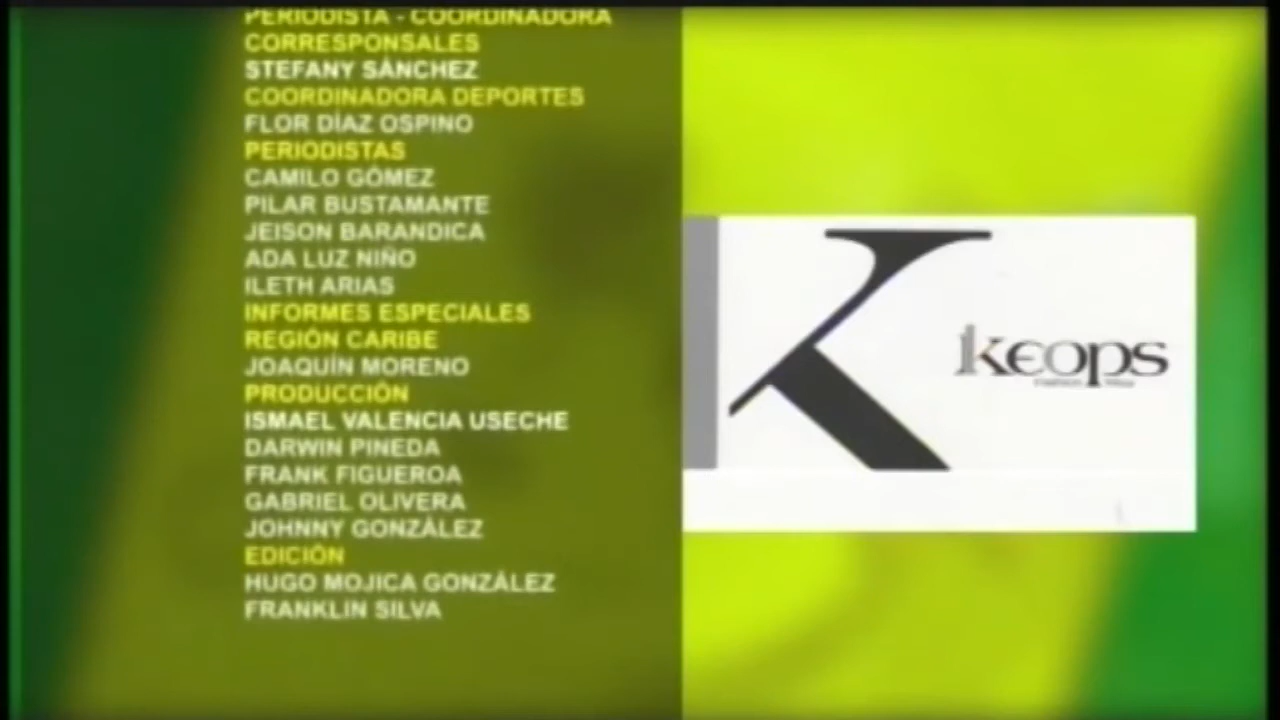 PERIODISTA - COORDINADORA
CORRESPONSALES
STEFANY SÁNCHEZ
COORDINADORA DEPORTES
FLOR DÍAZ OSPINO
PERIODISTAS
CAMILO GÓMEZ
PILAR BUSTAMANTE
JEISON BARANDICA
ADA LUZ NIÑO
ILETH ARIAS
INFORMES ESPECIALES
REGIÓN CARIBE
JOAQUÍN MORENO
PRODUCCIÓN
ISMAEL VALENCIA USECHE
DARWIN PINEDA
FRANK FIGUEROA
GABRIEL OLIVERA
JOHNNY GONZÁLEZ
EDICIÓN
HUGO MOJICA GONZÁLEZ
FRANKLIN SILVA
K
keops